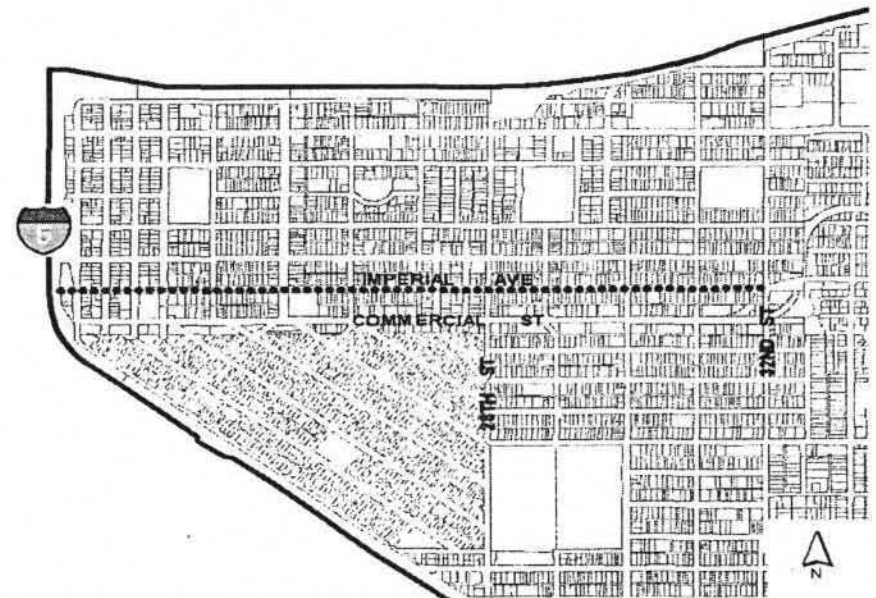 5
IMPERIAL AVE
COMMERCIAL ST
28TH ST
32ND ST
N